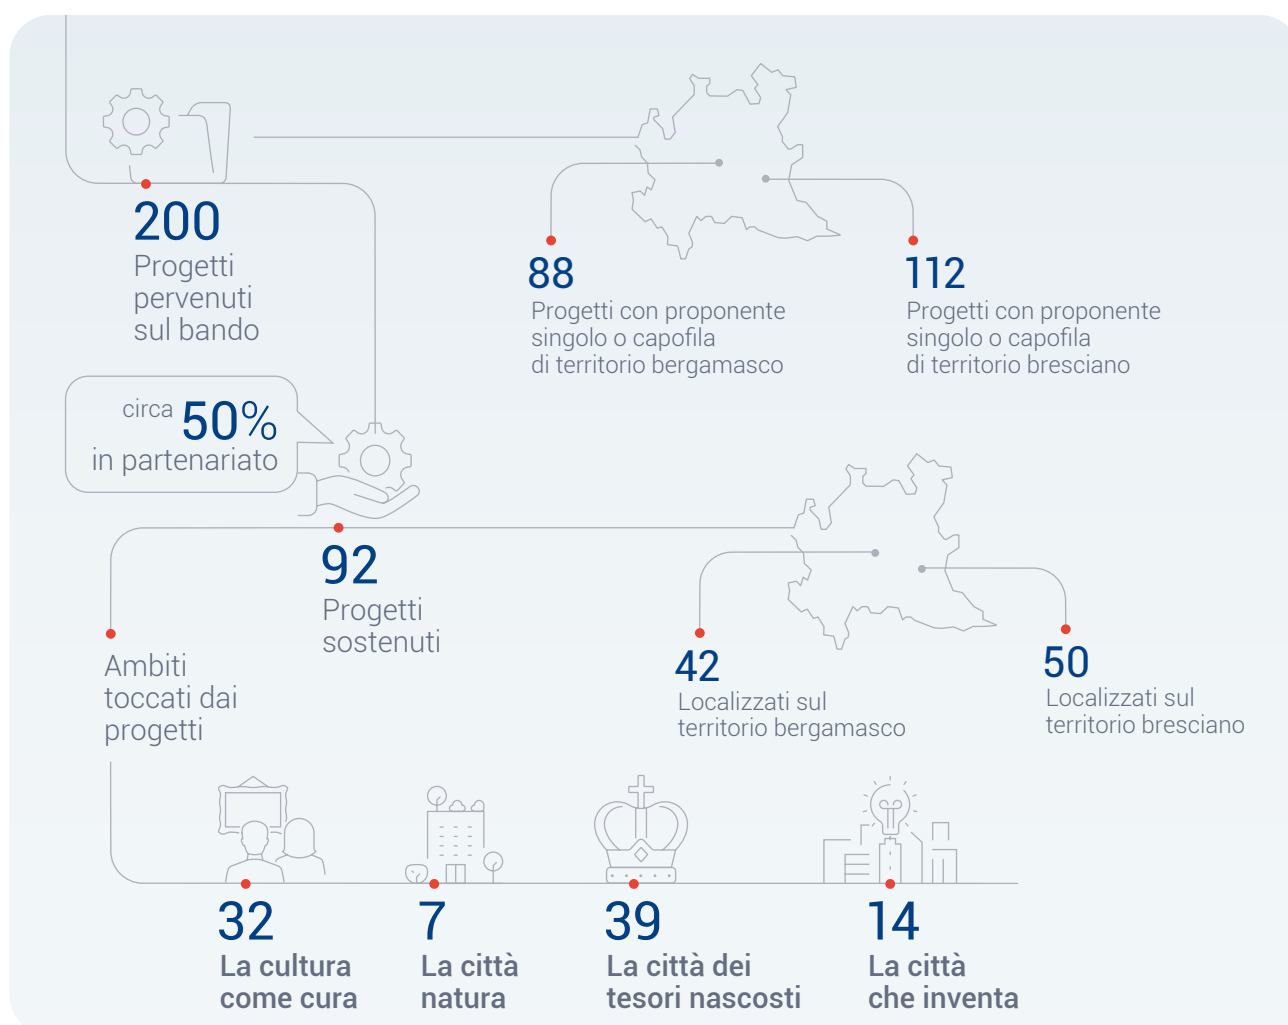 200
Progetti
pervenuti
sul bando
88
Progetti con proponente
singolo o capofila
di territorio bergamasco
112
Progetti con proponente
singolo o capofila
di territorio bresciano
circa 50%
in partenariato
92
Progetti
sostenuti
42
Localizzati sul
territorio bergamasco
50
Localizzati sul
territorio bresciano
Ambiti
toccati dai
progetti
32
La cultura
come cura
7
La città
natura
39
La città dei
tesori nascosti
14
La città
che inventa